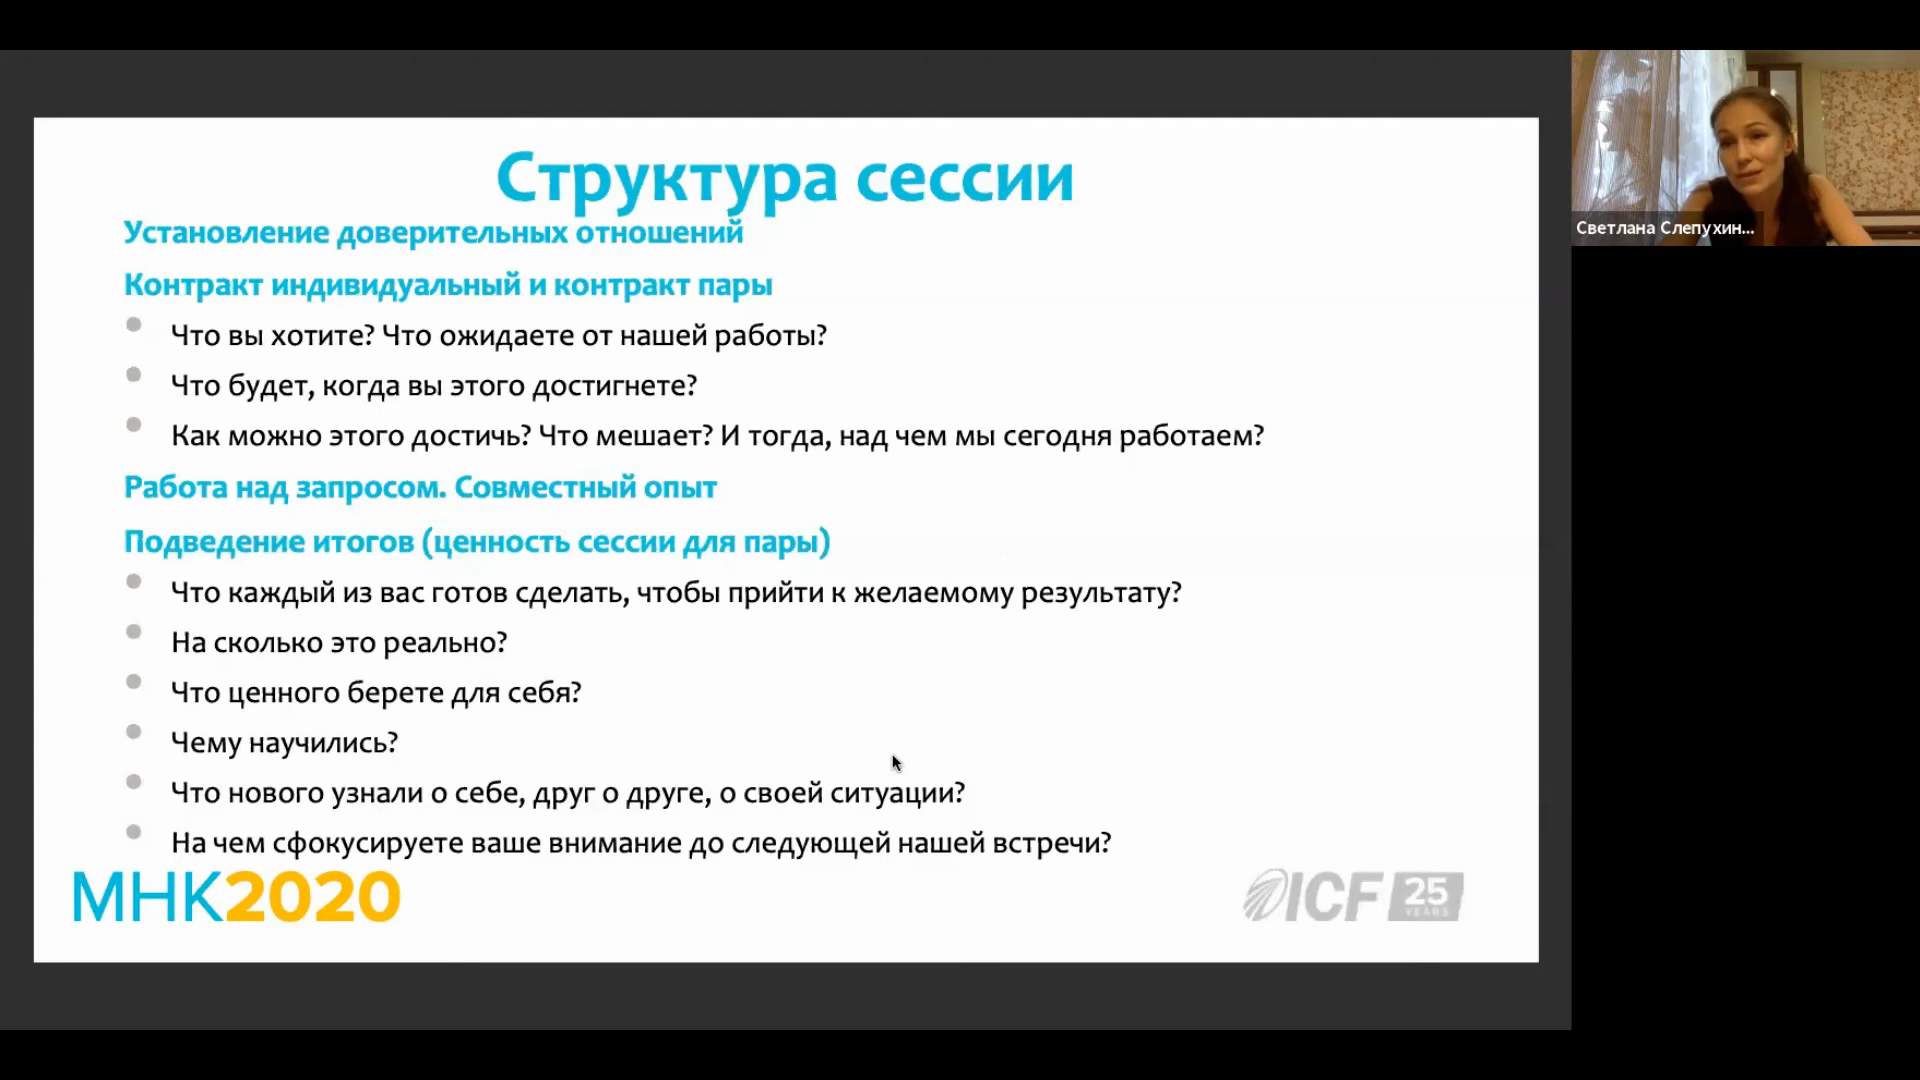 Структура сессии
Светлана Слепухин...
Установление доверительных отношений
Контракт индивидуальный и контракт пары
Что вы хотите? Что ожидаете от нашей работы?
Что будет, когда вы этого достигнете?
Как можно этого достичь? Что мешает? И тогда, над чем мы сегодня работаем?
Работа над запросом. Совместный опыт
Подведение итогов (ценность сессии для пары)
Что каждый из вас готов сделать, чтобы прийти к желаемому результату?
На сколько это реально?
Что ценного берете для себя?
Чему научились?
Что нового узнали о себе, друг о друге, о своей ситуации?
На чем сфокусируете ваше внимание до следующей нашей встречи?
МНК2020
ICF 25
YEARS